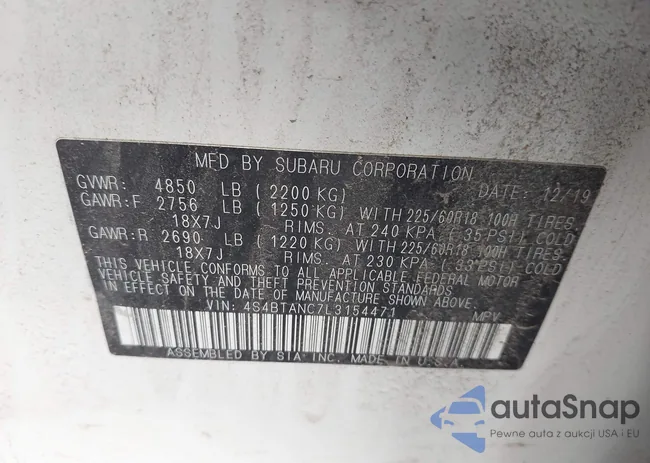 MFD BY SUBARU CORPORATION
GVWR: 4850 LB (2200 KG) DATE: 12/19
GAWR:F 2756 LB (1250 KG) WITH 225/60R18 100H TIRES,
18X7J RIMS, AT 240 KPA (35 PSI) COLD
GAWR:R 2690 LB (1220 KG) WITH 225/60R18 100H TIRES,
18X7J RIMS, AT 230 KPA (33 PSI) COLD
THIS VEHICLE CONFORMS TO ALL APPLICABLE FEDERAL MOTOR
VEHICLE SAFETY AND THEFT PREVENTION STANDARDS
IN EFFECT ON THE DATE OF MANUFACTURE SHOWN ABOVE.
VIN: 4S4BTANC7L3154471 MPV
ASSEMBLED BY SIA INC. MADE IN U.S.A.
autaSnap
Pewne auta z aukcji USA i EU